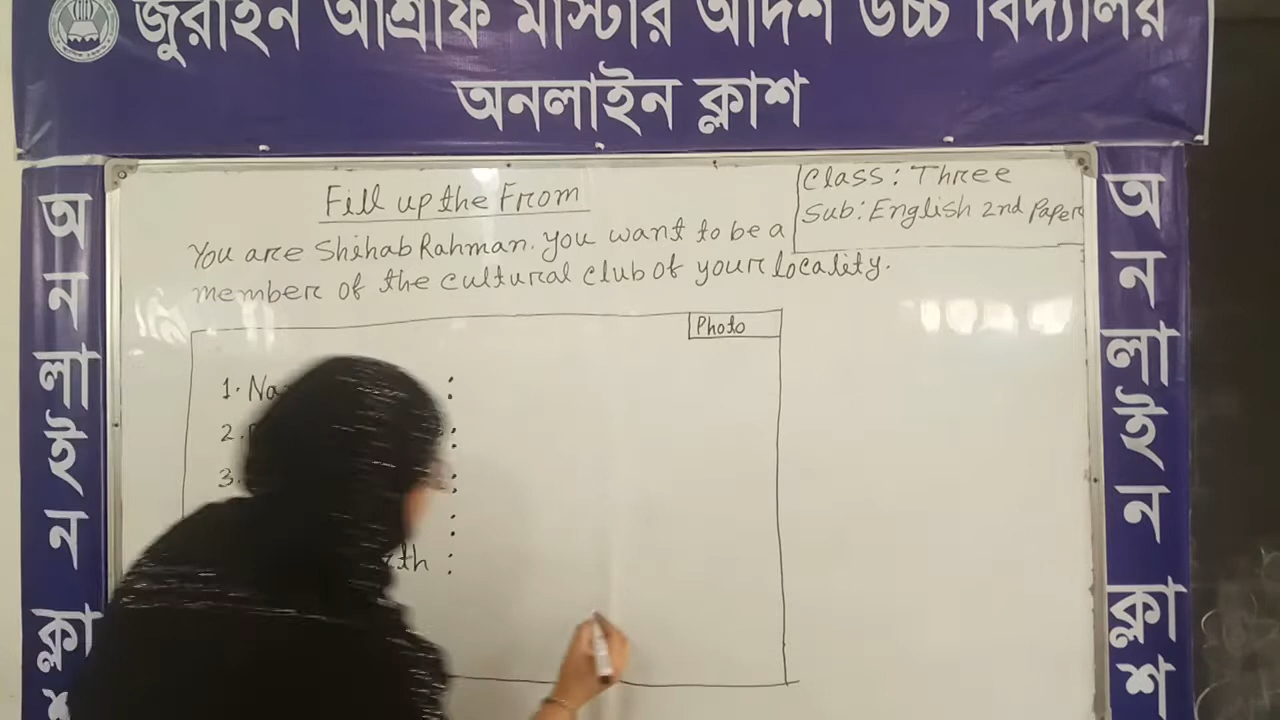 জুরাইন আশ্রাফ মাস্টার আদর্শ উচ্চ বিদ্যালয়
অনলাইন ক্লাশ
অনলাইন ক্লাশ
Fill up the From
Class : Three
Sub: English 2nd Paper
You are Shihab Rahman. You want to be a
member of the cultural club of your locality.
Photo
1.
:
2.
:
3.
:
:
:
অনলাইন ক্লাশ